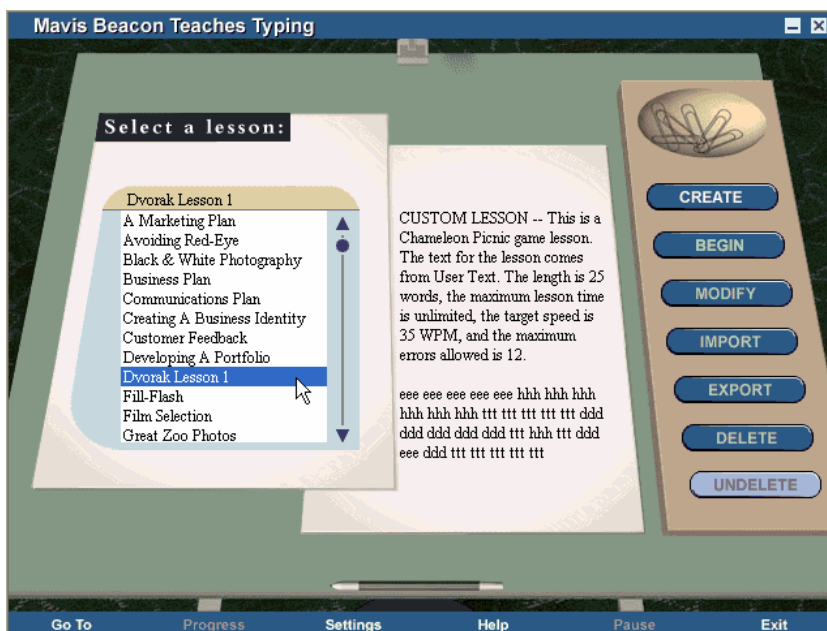 Mavis Beacon Teaches Typing
Select a lesson:
Dvorak Lesson 1
A Marketing Plan
Avoiding Red-Eye
Black & White Photography
Business Plan
Communications Plan
Creating A Business Identity
Customer Feedback
Developing A Portfolio
Dvorak Lesson 1
Fill-Flash
Film Selection
Great Zoo Photos
CUSTOM LESSON -- This is a
Chameleon Picnic game lesson.
The text for the lesson comes
from User Text. The length is 25
words, the maximum lesson time
is unlimited, the target speed is
35 WPM, and the maximum
errors allowed is 12.
eee eee eee eee eee hhh hhh hhh
hhh hhh hhh ttt ttt ttt ttt ttt ddd
ddd ddd ddd ddd ttt hhh ttt ddd
eee ddd ttt ttt ttt ttt ttt
CREATE
BEGIN
MODIFY
IMPORT
EXPORT
DELETE
UNDELETE
Go To
Progress
Settings
Help
Pause
Exit